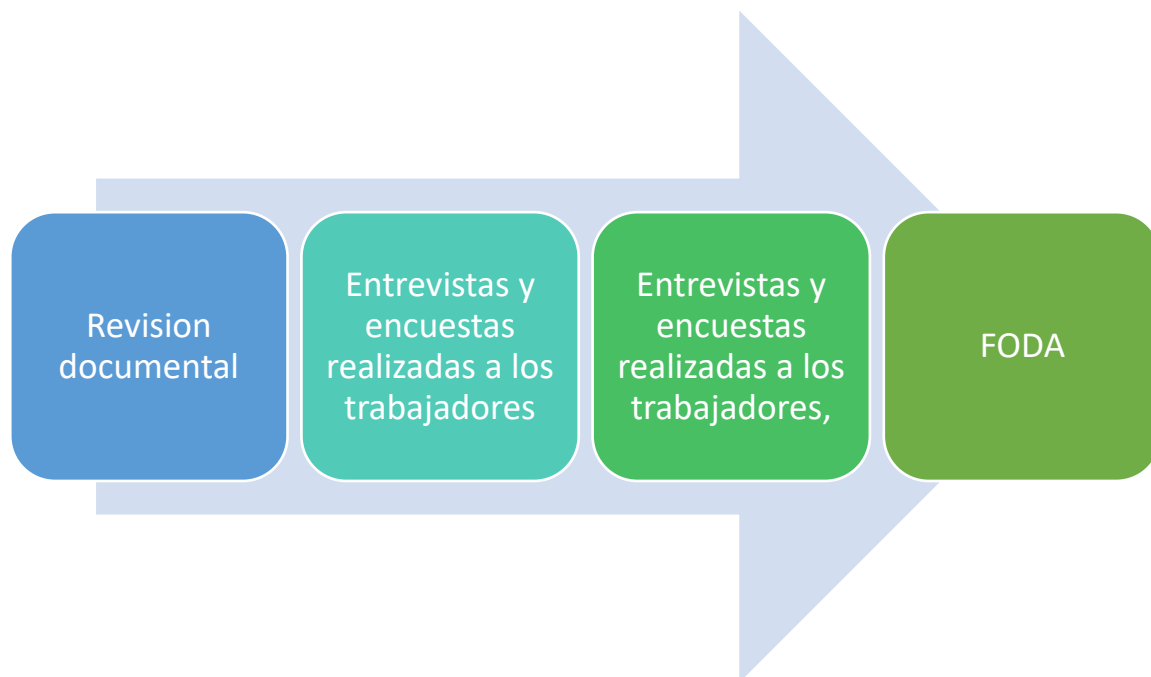 Revision
documental
Entrevistas y
encuestas
realizadas a los
trabajadores
Entrevistas y
encuestas
realizadas a los
trabajadores,
FODA